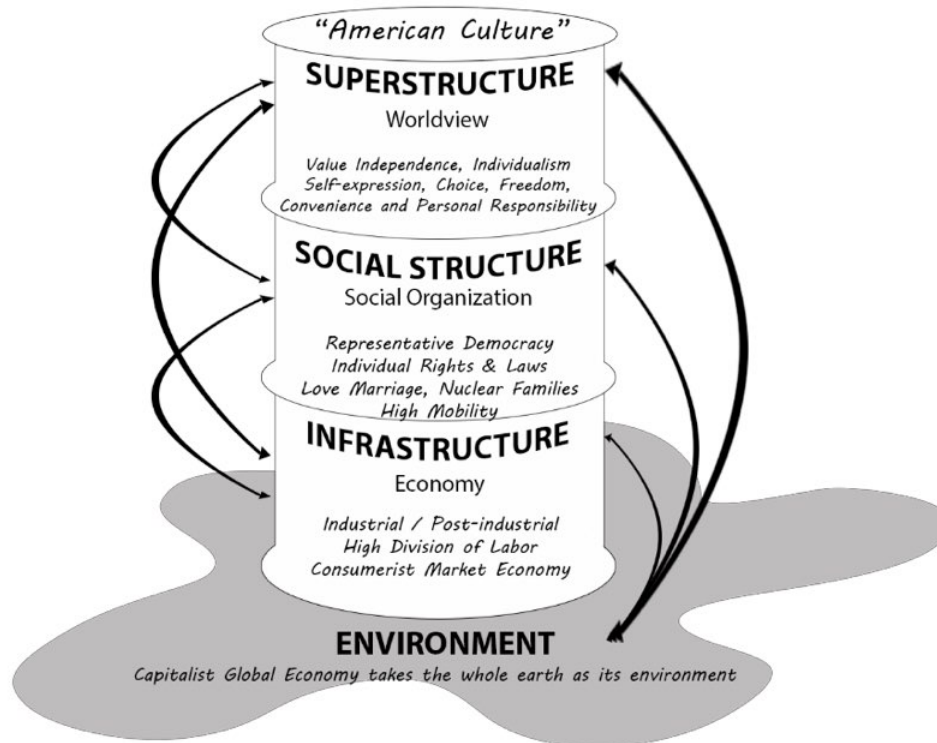 “American Culture”
SUPERSTRUCTURE
Worldview
Value Independence, Individualism
Self-expression, Choice, Freedom,
Convenience and Personal Responsibility
SOCIAL STRUCTURE
Social Organization
Representative Democracy
Individual Rights & Laws
Love Marriage, Nuclear Families
High Mobility
INFRASTRUCTURE
Economy
Industrial / Post-industrial
High Division of Labor
Consumerist Market Economy
ENVIRONMENT
Capitalist Global Economy takes the whole earth as its environment